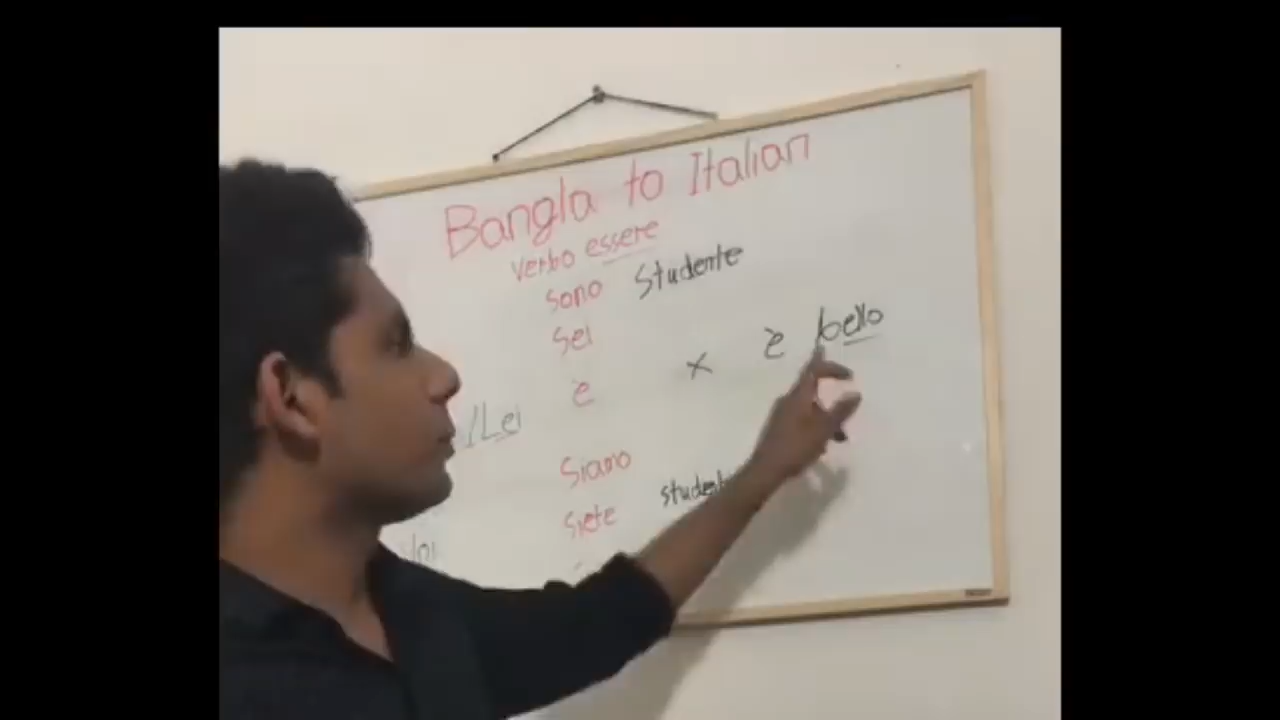 Bangla to Italian
Verbo essere
Sono Studente
Sei
è x è bello
/Lei
Siamo
Siete